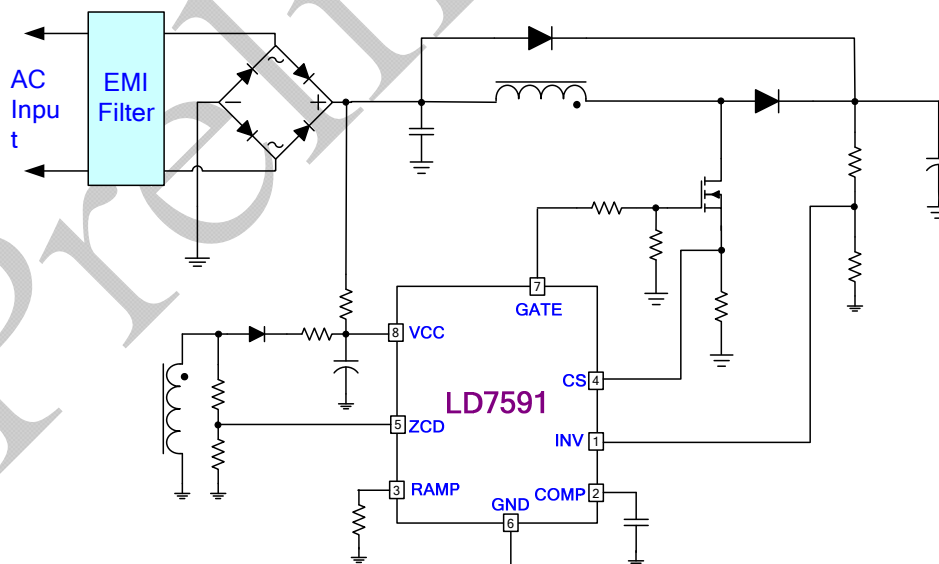 AC
Inpu
t
EMI
Filter
~
−
+
~
7
GATE
8 VCC
CS 4
LD7591
5 ZCD
INV 1
3 RAMP
COMP 2
GND
6